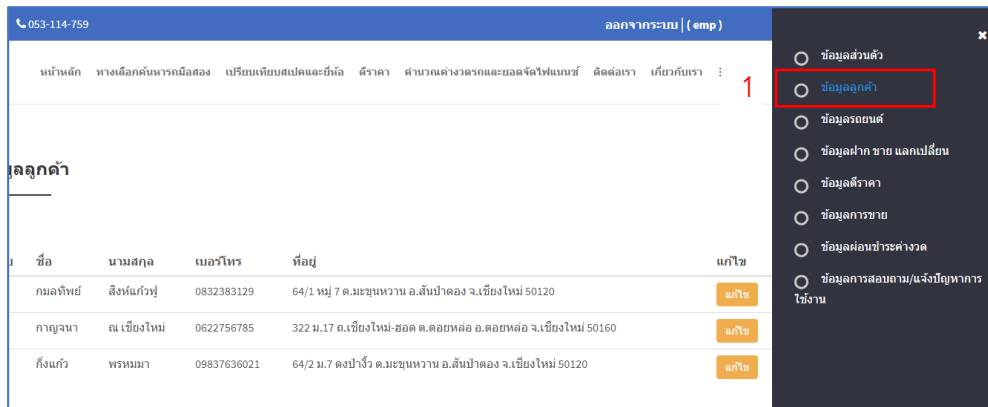 053-114-759 ออกจากระบบ | ( emp )
×
หน้าหลัก ทางเลือกค้นหารถมือสอง เปรียบเทียบสเปคและยี่ห้อ ตีราคา คำนวณค่างวดรถและยอดจัดไฟแนนซ์ ติดต่อเรา เกี่ยวกับเรา ⋮
1
ข้อมูลส่วนตัว
ข้อมูลลูกค้า
ข้อมูลรถยนต์
ข้อมูลฝาก ขาย แลกเปลี่ยน
ข้อมูลตีราคา
ข้อมูลการขาย
ข้อมูลผ่อนชำระค่างวด
ข้อมูลการสอบถาม/แจ้งปัญหาการ
ใช้งาน
มูลลูกค้า
ชื่อ นามสกุล เบอร์โทร ที่อยู่ แก้ไข
กมลทิพย์ สิงห์แก้วฟู 0832383129 64/1 หมู่ 7 ต.มะขุนหวาน อ.สันป่าตอง จ.เชียงใหม่ 50120 แก้ไข
กาญจนา ณ เชียงใหม่ 0622756785 322 ม.17 ถ.เชียงใหม่-ฮอด ต.ดอยหล่อ อ.ดอยหล่อ จ.เชียงใหม่ 50160 แก้ไข
กิ่งแก้ว พรหมมา 09837636021 64/2 ม.7 ดงป่างิ้ว ต.มะขุนหวาน อ.สันป่าตอง จ.เชียงใหม่ 50120 แก้ไข